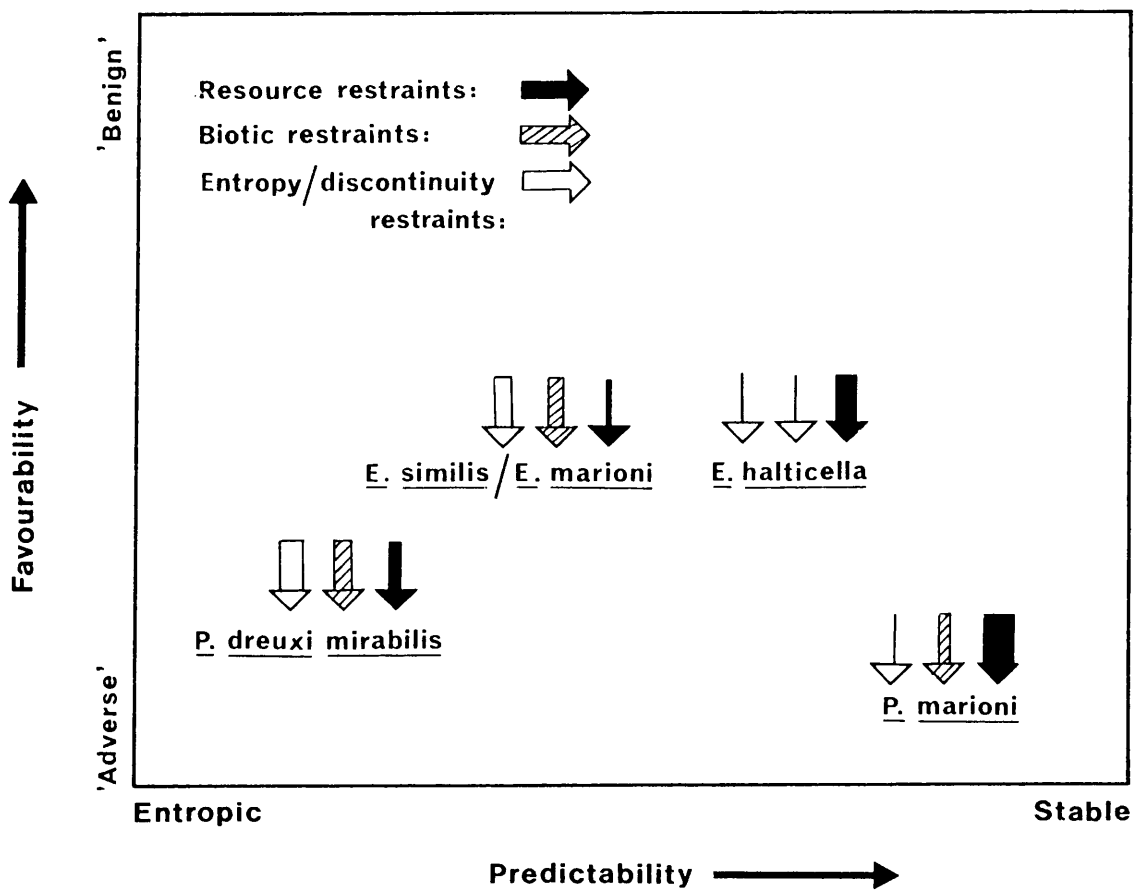 'Benign'
Resource restraints:
Biotic restraints:
Entropy/discontinuity
restraints:
Favourability
E. similis/E. marioni
E. halticella
P. dreuxi mirabilis
P. marioni
'Adverse'
Entropic
Stable
Predictability